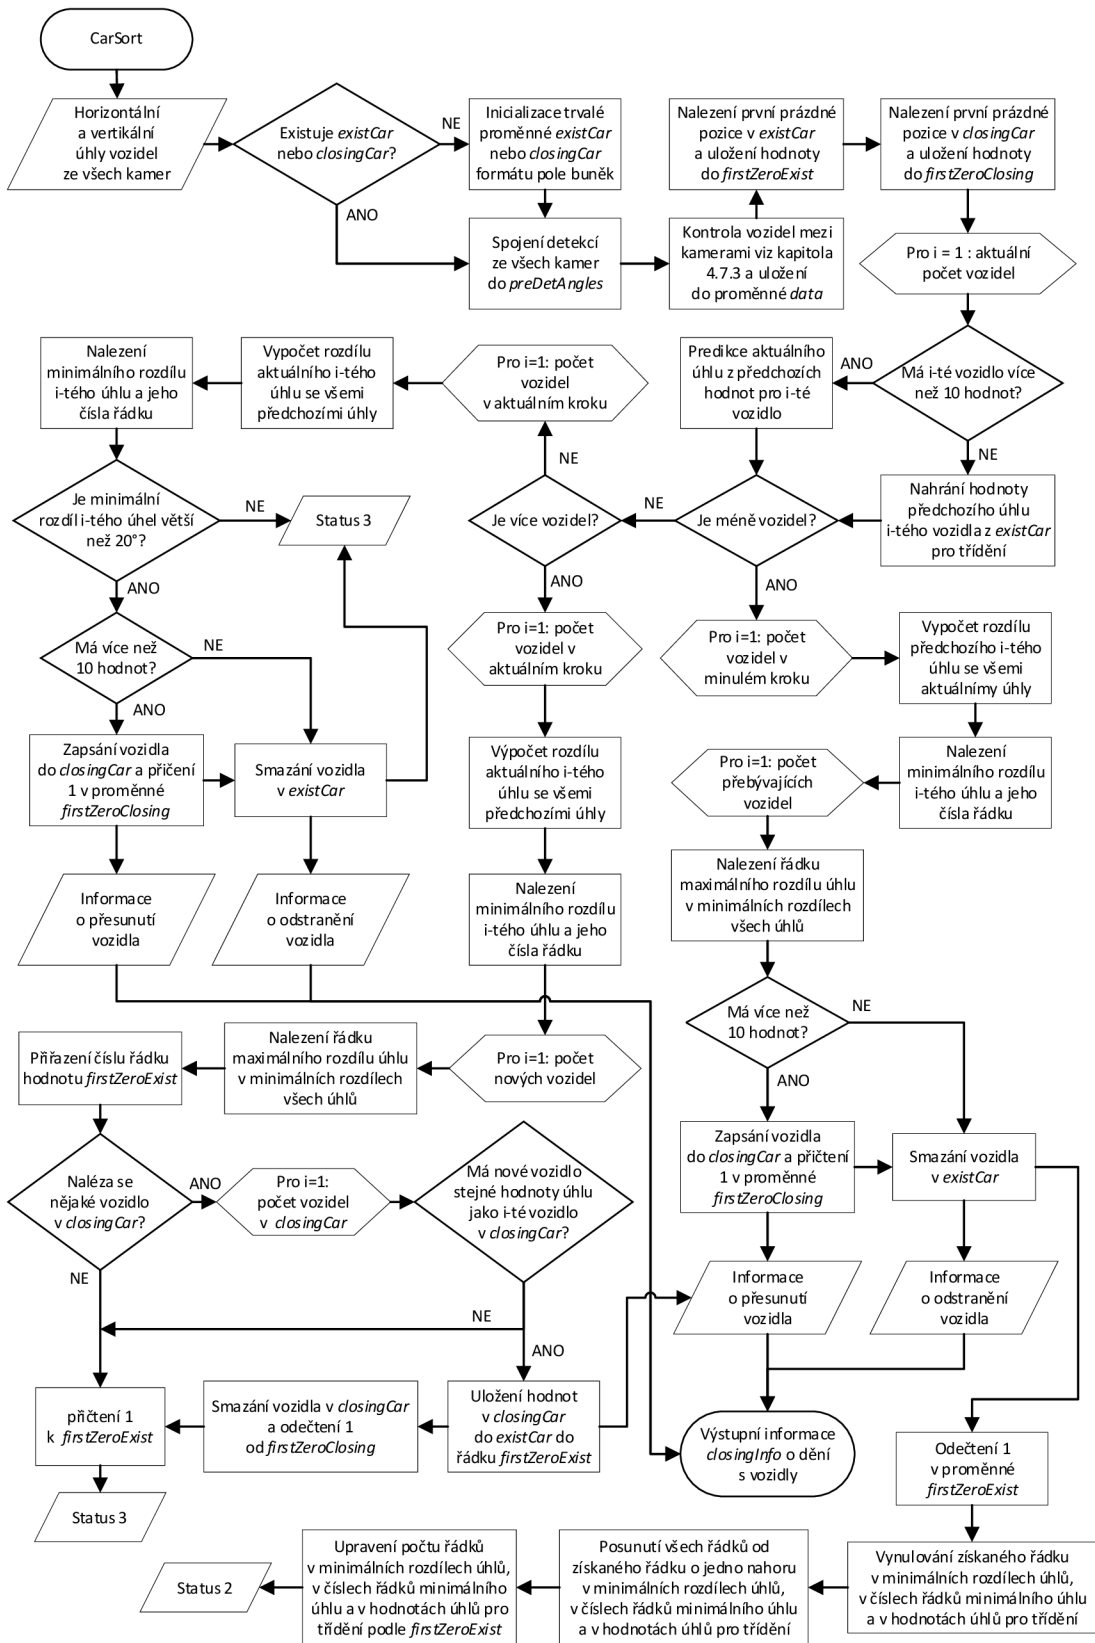 CarSort
Horizontální
a vertikální
úhly vozidel
ze všech kamer
Existuje existCar
nebo closingCar?
NE
ANO
Inicializace trvalé
proměnné existCar
nebo closingCar
formátu pole buněk
Spojení detekcí
ze všech kamer
do preDetAngles
Kontrola vozidel mezi
kamerami viz kapitola
4.7.3 a uložení
do proměnné data
Nalezení první prázdné
pozice v existCar
a uložení hodnoty
do firstZeroExist
Nalezení první prázdné
pozice v closingCar
a uložení hodnoty
do firstZeroClosing
Pro i = 1 : aktuální
počet vozidel
Má i-té vozidlo více
než 10 hodnot?
ANO
NE
Predikce aktuálního
úhlu z předchozích
hodnot pro i-té
vozidlo
Nahrání hodnoty
předchozího úhlu
i-tého vozidla z existCar
pro třídění
Je méně vozidel?
NE
ANO
Je více vozidel?
NE
ANO
Pro i=1: počet
vozidel
v aktuálním kroku
Vypočet rozdílu
aktuálního i-tého
úhlu se všemi
předchozími úhly
Nalezení
minimálního rozdílu
i-tého úhlu a jeho
čísla řádku
Je minimální
rozdíl i-tého úhel větší
než 20°?
NE
Status 3
ANO
Má více než
10 hodnot?
NE
ANO
Zapsání vozidla
do closingCar a přičení
1 v proměnné
firstZeroClosing
Smazání vozidla
v existCar
Informace
o přesunutí
vozidla
Informace
o odstranění
vozidla
Pro i=1: počet
vozidel v
aktuálním kroku
Výpočet rozdílu
aktuálního i-tého
úhlu se všemi
předchozími úhly
Nalezení
minimálního rozdílu
i-tého úhlu a jeho
čísla řádku
Pro i=1: počet
nových vozidel
Nalezení řádku
maximálního rozdílu úhlu
v minimálních rozdílech
všech úhlů
Přiřazení číslu řádku
hodnotu firstZeroExist
Naléza se
nějaké vozidlo
v closingCar?
ANO
NE
Pro i=1:
počet vozidel
v closingCar
Má nové vozidlo
stejné hodnoty úhlu
jako i-té vozidlo
v closingCar?
NE
ANO
Uložení hodnot
v closingCar
do existCar do
řádku firstZeroExist
Smazání vozidla v closingCar
a odečtení 1
od firstZeroClosing
přičtení 1
k firstZeroExist
Status 3
Pro i=1: počet
vozidel v
minulém kroku
Vypočet rozdílu
předchozího i-tého
úhlu se všemi
aktuálnímy úhly
Nalezení
minimálního rozdílu
i-tého úhlu a jeho
čísla řádku
Pro i=1: počet
přebývajících
vozidel
Nalezení řádku
maximálního rozdílu úhlu
v minimálních rozdílech
všech úhlů
Má více než
10 hodnot?
NE
ANO
Zapsání vozidla
do closingCar a přičtení
1 v proměnné
firstZeroClosing
Smazání vozidla
v existCar
Informace
o přesunutí
vozidla
Informace
o odstranění
vozidla
Výstupní informace
closingInfo o dění
s vozidly
Odečtení 1
v proměnné
firstZeroExist
Vynulování získaného řádku
v minimálních rozdílech úhlů,
v číslech řádků minimálního úhlu
a v hodnotách úhlů pro třídění
Posunutí všech řádků od
získaného řádku o jedno nahoru
v minimálních rozdílech úhlů,
v číslech řádků minimálního úhlu
a v hodnotách úhlů pro třídění
Upravení počtu řádků
v minimálních rozdílech úhlů,
v číslech řádků minimálního
úhlu a v hodnotách úhlů pro
třídění podle firstZeroExist
Status 2